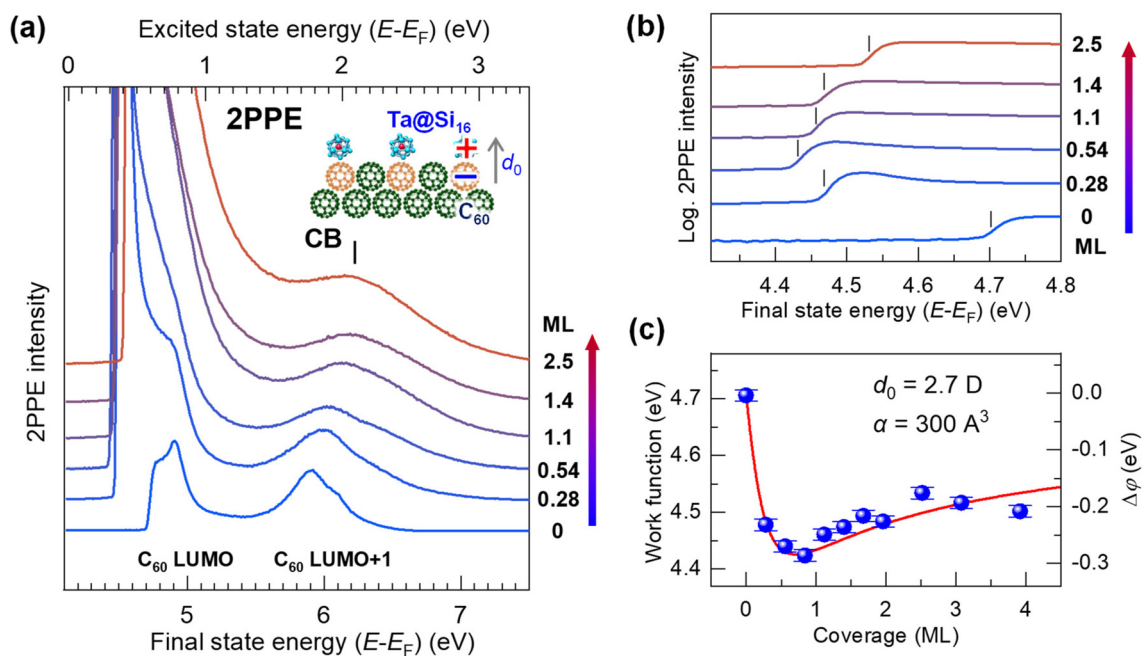 (a)
Excited state energy (E-E_F) (eV)
0 1 2 3
2PPE
Ta@Si₁₆
+
d₀
−
C₆₀
CB
2PPE intensity
ML
2.5
1.4
1.1
0.54
0.28
0
C₆₀ LUMO C₆₀ LUMO+1
5 6 7
Final state energy (E-E_F) (eV)
(b)
Log. 2PPE intensity
2.5
1.4
1.1
0.54
0.28
0
ML
4.4 4.5 4.6 4.7 4.8
Final state energy (E-E_F) (eV)
(c)
Work function (eV)
4.7
4.6
4.5
4.4
d₀ = 2.7 D
α = 300 A³
0.0
-0.1
-0.2
-0.3
Δφ (eV)
0 1 2 3 4
Coverage (ML)